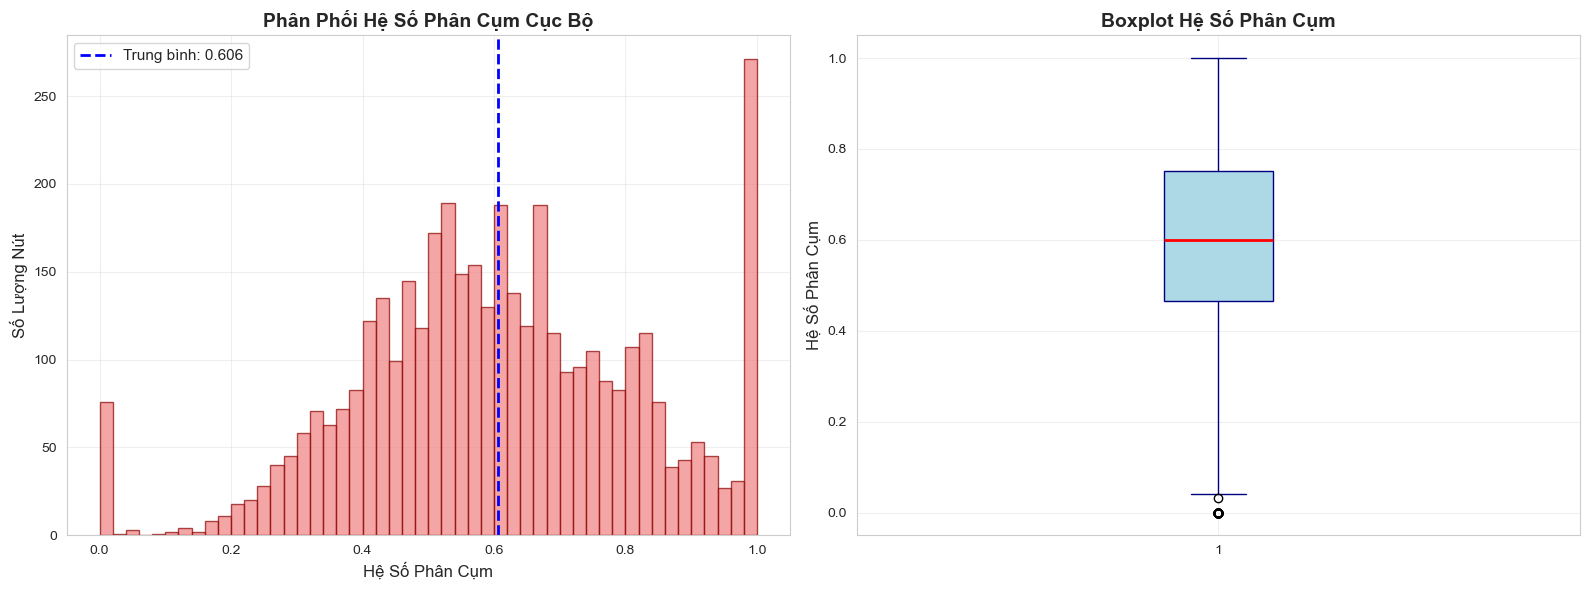 Phân Phối Hệ Số Phân Cụm Cục Bộ
Trung bình: 0.606
Số Lượng Nút
250
200
150
100
50
0
0.0 0.2 0.4 0.6 0.8 1.0
Hệ Số Phân Cụm
Boxplot Hệ Số Phân Cụm
Hệ Số Phân Cụm
1.0
0.8
0.6
0.4
0.2
0.0
1